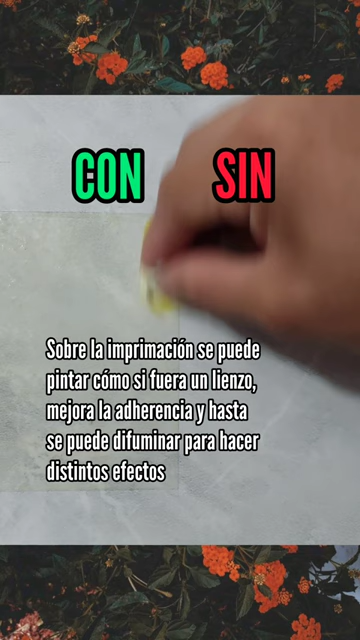 CON SIN
Sobre la imprimación se puede
pintar cómo si fuera un lienzo,
mejora la adherencia y hasta
se puede difuminar para hacer
distintos efectos